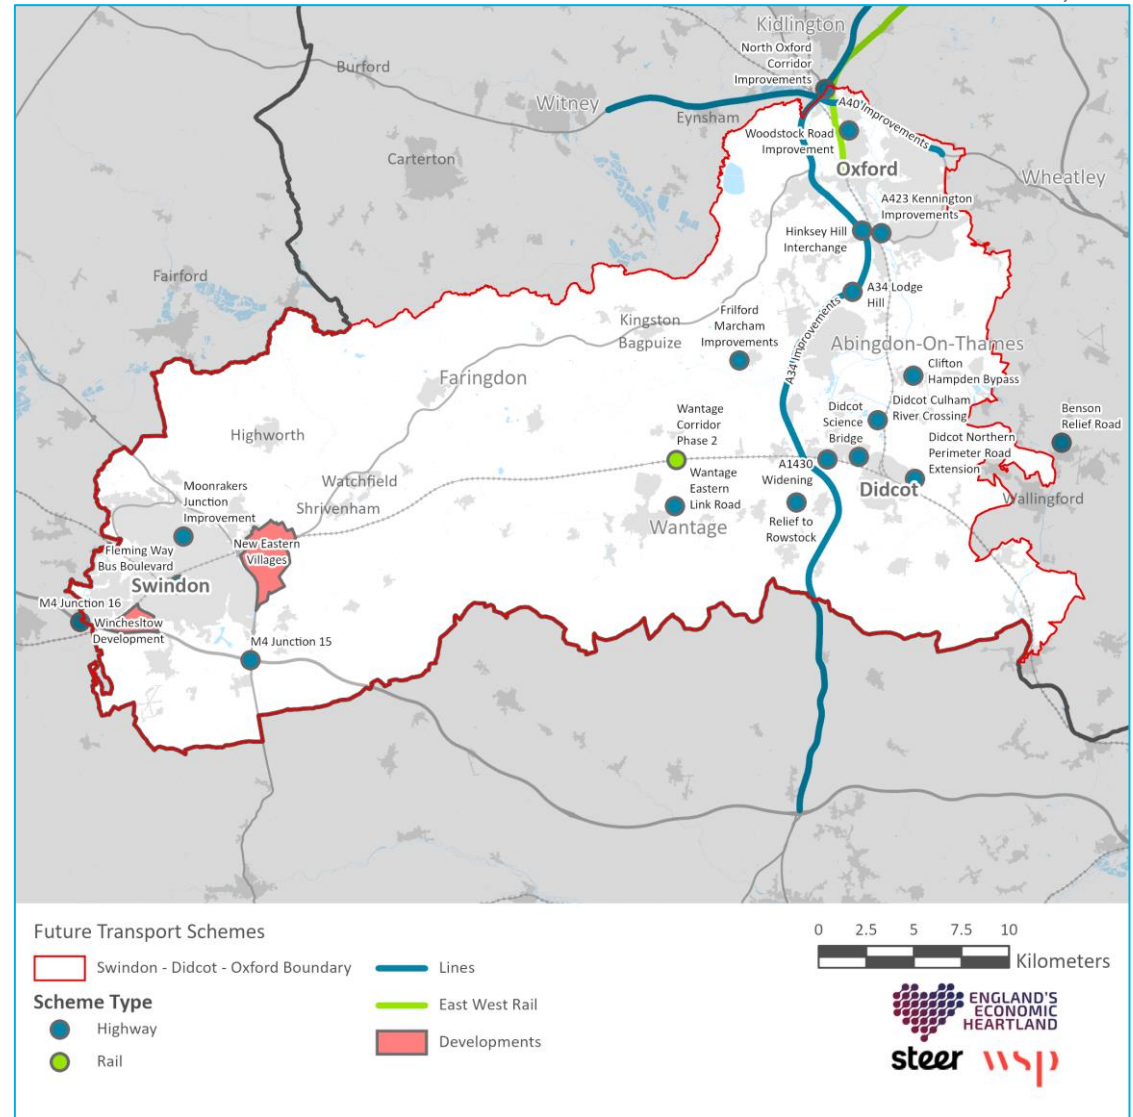 Kidlington
North Oxford
Corridor
Improvements
Burford
Witney
Eynsham
A40 Improvements
Woodstock Road
Improvement
Carterton
Oxford
Wheatley
A423 Kennington
Improvements
Hinksey Hill
Interchange
Fairford
A34 Lodge
Hill
Kingston
Bagpuize
Frilford
Marcham
Improvements
A34 Improvements
Abingdon-On-Thames
Clifton
Hampden Bypass
Faringdon
Didcot Culham
River Crossing
Didcot
Science
Bridge
Wantage
Corridor
Phase 2
Benson
Relief Road
Didcot Northern
Perimeter Road
Extension
Highworth
A1430
Widening
Wantage
Eastern
Link Road
Watchfield
Moonrakers
Junction
Improvement
Shrivenham
Didcot
Wallingford
Wantage
Relief to
Rowstock
New Eastern
Villages
Fleming Way
Bus Boulevard
Swindon
M4 Junction 16
Winchesltow
Development
M4 Junction 15
Future Transport Schemes
Swindon - Didcot - Oxford Boundary
Scheme Type
Highway
Rail
Lines
East West Rail
Developments
0 2.5 5 7.5 10
Kilometers
ENGLAND'S
ECONOMIC
HEARTLAND
steer wsp